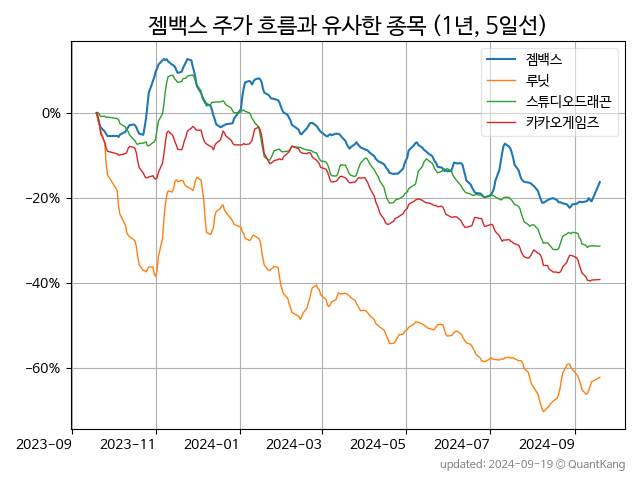 젬백스 주가 흐름과 유사한 종목 (1년, 5일선)
젬백스
루닛
스튜디오드래곤
카카오게임즈
0%
−20%
−40%
−60%
2023-09 2023-11 2024-01 2024-03 2024-05 2024-07 2024-09
updated: 2024-09-19 © QuantKang